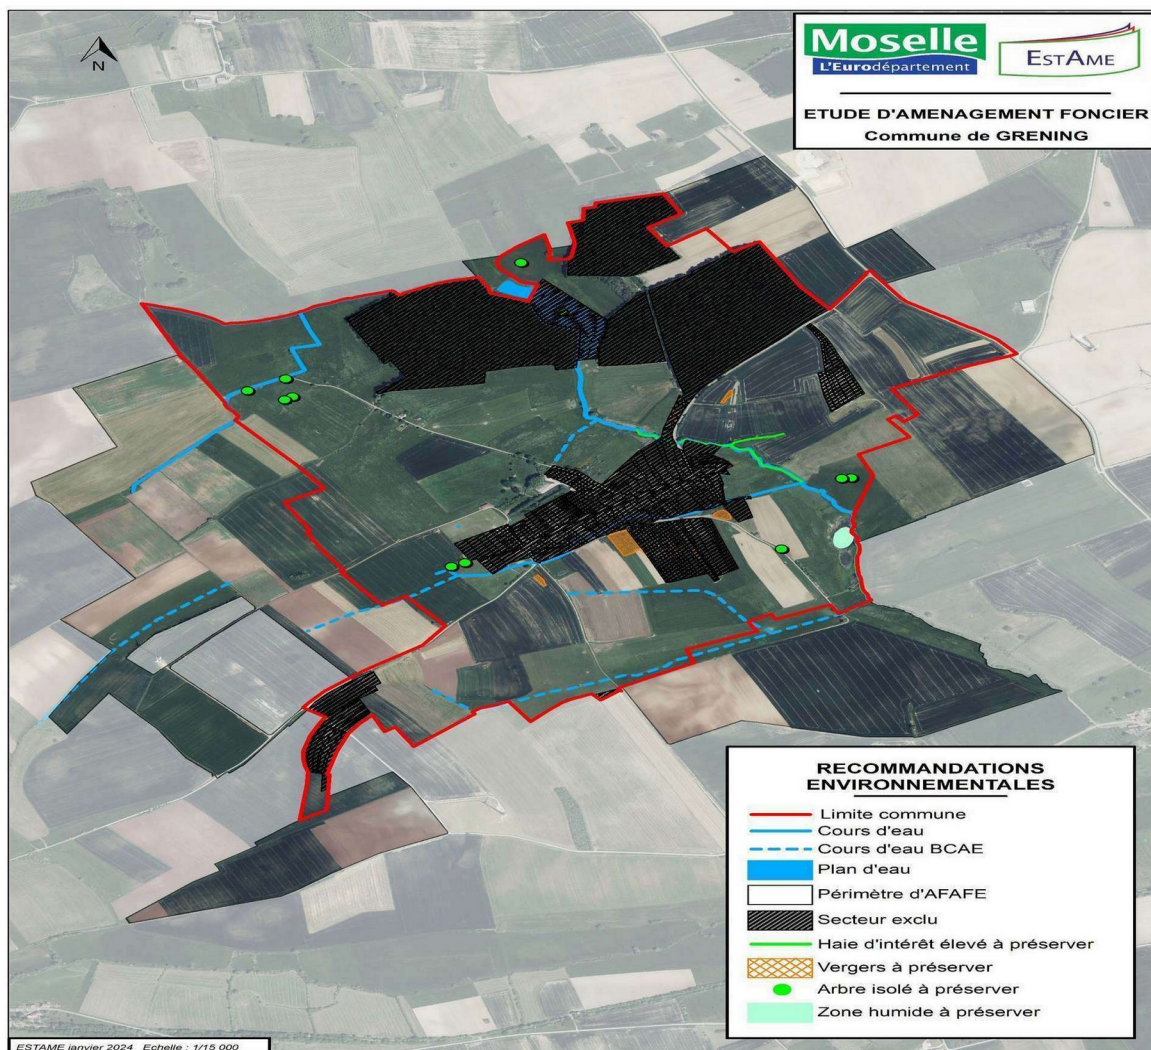 N
Moselle
L'Eurodépartement
ESTAME
ETUDE D'AMENAGEMENT FONCIER
Commune de GRENING
RECOMMANDATIONS
ENVIRONNEMENTALES
Limite commune
Cours d'eau
Cours d'eau BCAE
Plan d'eau
Périmètre d'AFAFE
Secteur exclu
Haie d'intérêt élevé à préserver
Vergers à préserver
Arbre isolé à préserver
Zone humide à préserver
ESTAME janvier 2024 Echelle : 1/15 000